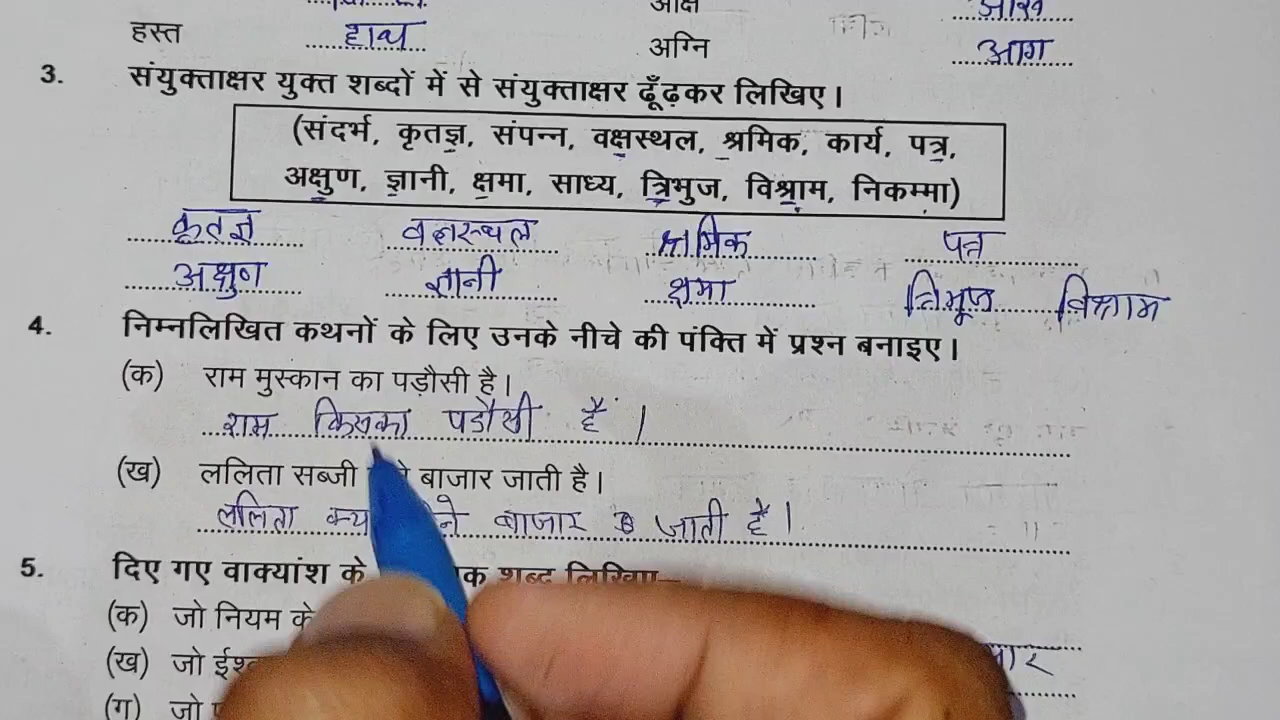 हस्त हाथ अग्नि आग
3. संयुक्ताक्षर युक्त शब्दों में से संयुक्ताक्षर ढूँढ़कर लिखिए।
(संदर्भ, कृतज्ञ, संपन्न, वक्षस्थल, श्रमिक, कार्य, पत्र,
अक्षुण, ज्ञानी, क्षमा, साध्य, त्रिभुज, विश्राम, निकम्मा)
कृतज्ञ वक्षस्थल श्रमिक पत्र
अक्षुण ज्ञानी क्षमा त्रिभूज विश्राम
4. निम्नलिखित कथनों के लिए उनके नीचे की पंक्ति में प्रश्न बनाइए।
(क) राम मुस्कान का पड़ौसी है।
राम किसका पडौसी है ।
(ख) ललिता सब्जी बाजार जाती है।
ललिता बाजार जाती है ।
5. दिए गए वाक्यांश के शब्द लिखिए–
(क) जो नियम के
(ख) जो
(ग) जो